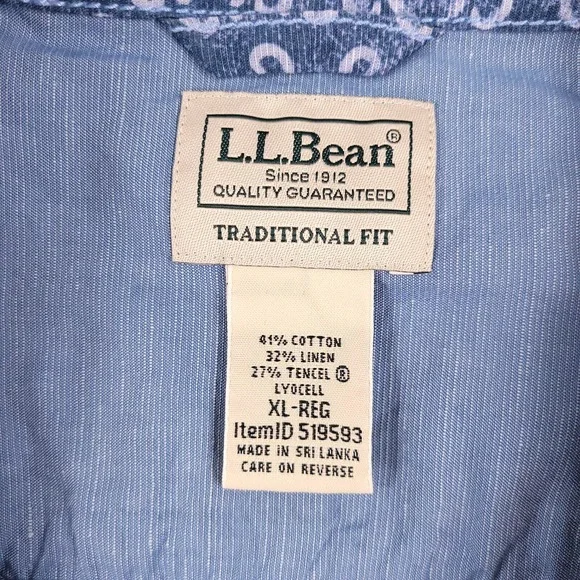 L.L.Bean®
Since 1912
QUALITY GUARANTEED
TRADITIONAL FIT
41% COTTON
32% LINEN
27% TENCEL ®
LYOCELL
XL-REG
ItemID 519593
MADE IN SRI LANKA
CARE ON REVERSE